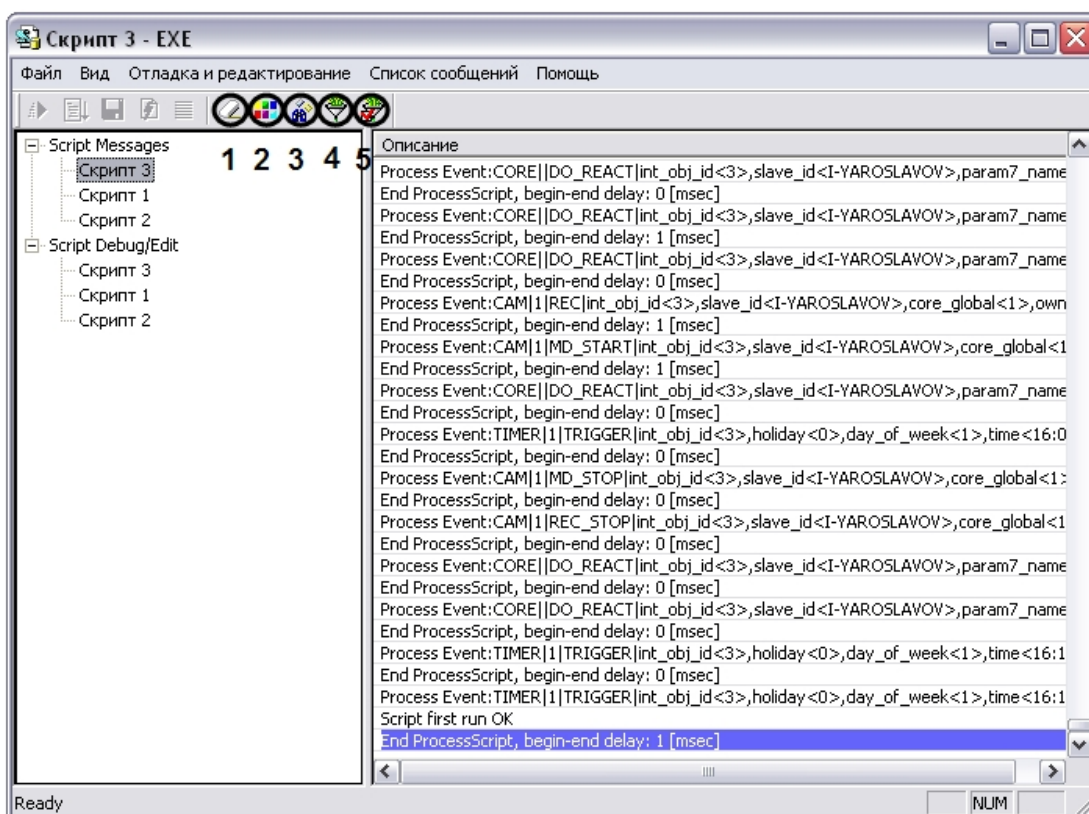 Скрипт 3 - EXE
Файл Вид Отладка и редактирование Список сообщений Помощь
1 2 3 4 5
Script Messages
Скрипт 3
Скрипт 1
Скрипт 2
Script Debug/Edit
Скрипт 3
Скрипт 1
Скрипт 2
Описание
Process Event:CORE||DO_REACT|int_obj_id<3>,slave_id<I-YAROSLAVOV>,param7_name
End ProcessScript, begin-end delay: 0 [msec]
Process Event:CORE||DO_REACT|int_obj_id<3>,slave_id<I-YAROSLAVOV>,param7_name
End ProcessScript, begin-end delay: 1 [msec]
Process Event:CORE||DO_REACT|int_obj_id<3>,slave_id<I-YAROSLAVOV>,param7_name
End ProcessScript, begin-end delay: 0 [msec]
Process Event:CAM|1|REC|int_obj_id<3>,slave_id<I-YAROSLAVOV>,core_global<1>,own
End ProcessScript, begin-end delay: 1 [msec]
Process Event:CAM|1|MD_START|int_obj_id<3>,slave_id<I-YAROSLAVOV>,core_global<1
End ProcessScript, begin-end delay: 1 [msec]
Process Event:CORE||DO_REACT|int_obj_id<3>,slave_id<I-YAROSLAVOV>,param7_name
End ProcessScript, begin-end delay: 0 [msec]
Process Event:TIMER|1|TRIGGER|int_obj_id<3>,holiday<0>,day_of_week<1>,time<16:0
End ProcessScript, begin-end delay: 0 [msec]
Process Event:CAM|1|MD_STOP|int_obj_id<3>,slave_id<I-YAROSLAVOV>,core_global<1>
End ProcessScript, begin-end delay: 0 [msec]
Process Event:CAM|1|REC_STOP|int_obj_id<3>,slave_id<I-YAROSLAVOV>,core_global<1
End ProcessScript, begin-end delay: 0 [msec]
Process Event:CORE||DO_REACT|int_obj_id<3>,slave_id<I-YAROSLAVOV>,param7_name
End ProcessScript, begin-end delay: 0 [msec]
Process Event:CORE||DO_REACT|int_obj_id<3>,slave_id<I-YAROSLAVOV>,param7_name
End ProcessScript, begin-end delay: 0 [msec]
Process Event:TIMER|1|TRIGGER|int_obj_id<3>,holiday<0>,day_of_week<1>,time<16:1
End ProcessScript, begin-end delay: 0 [msec]
Process Event:TIMER|1|TRIGGER|int_obj_id<3>,holiday<0>,day_of_week<1>,time<16:1
Script first run OK
End ProcessScript, begin-end delay: 1 [msec]
Ready
NUM